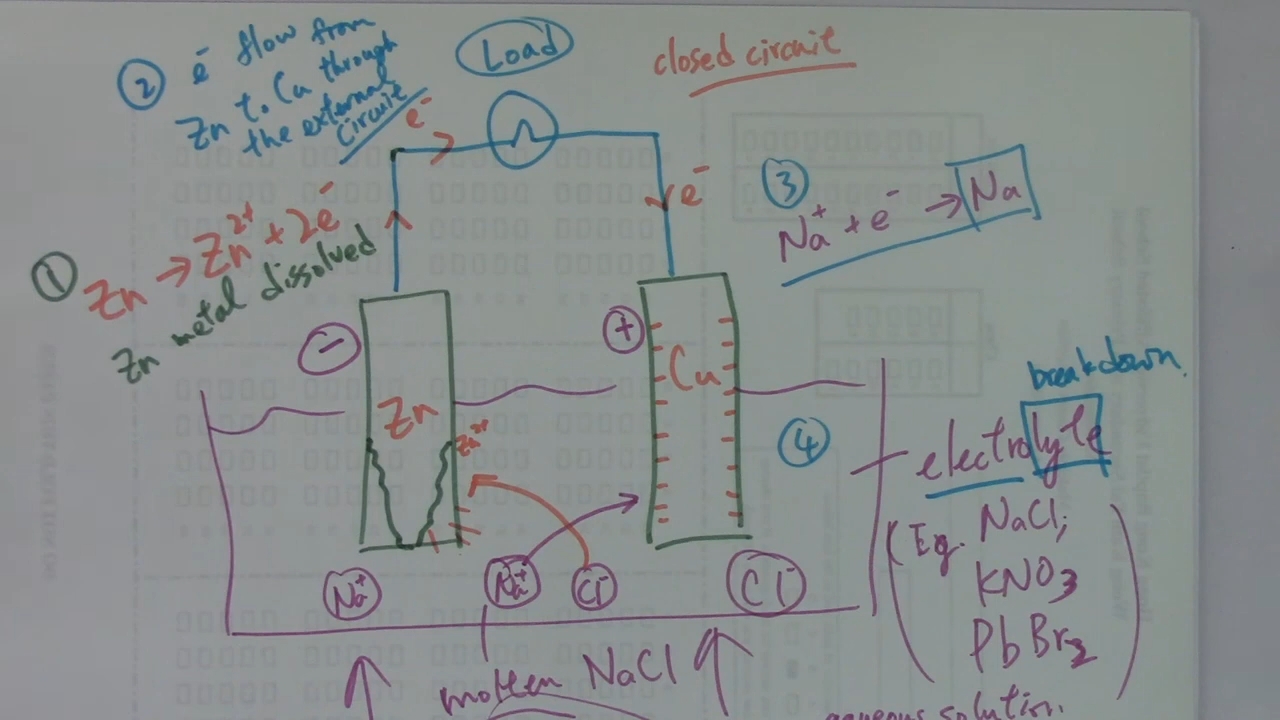 ② e⁻ flow from
Zn to Cu through
the external
circuit
Load
closed circuit
e⁻
e⁻
③
Na⁺ + e⁻ → Na
① Zn → Zn²⁺ + 2e⁻
Zn metal dissolved
−
+
Zn
Zn²⁺
Cu
④
breakdown.
electrolyte
(Eg. NaCl;
KNO3
PbBr2)
Na⁺
Na⁺
Cl⁻
Cl⁻
molten NaCl
aqueous solution.